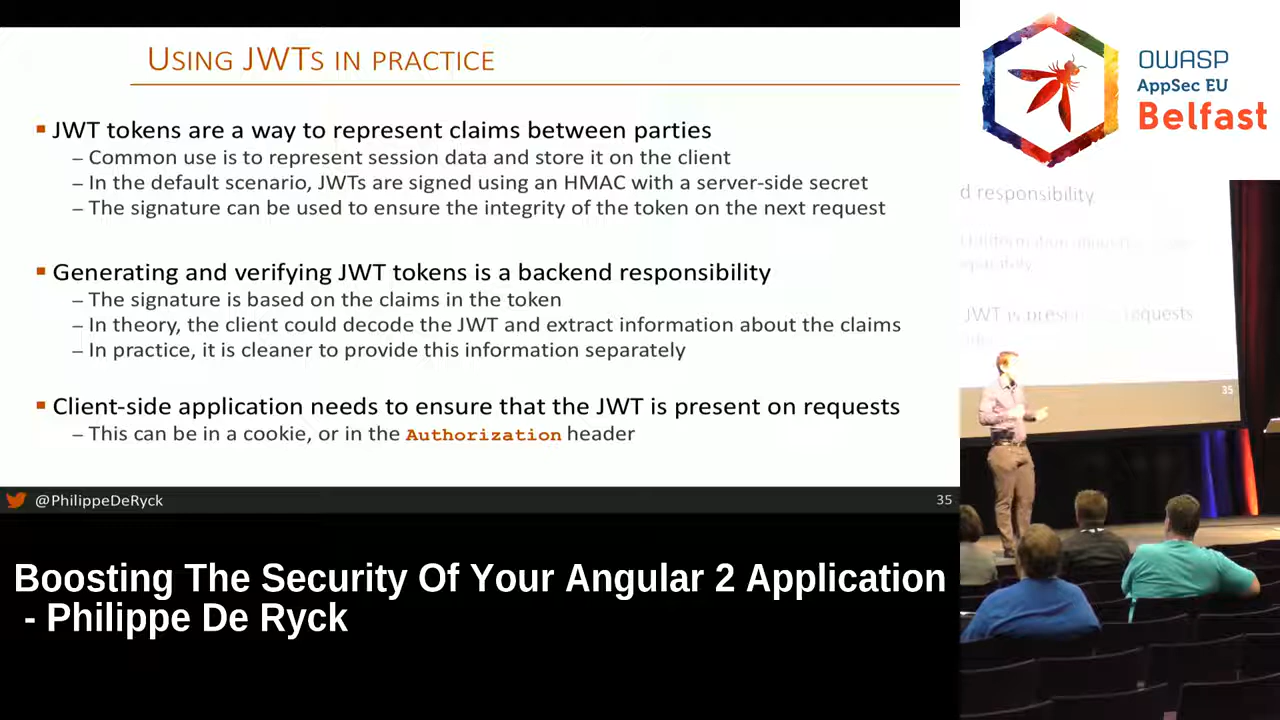 USING JWTS IN PRACTICE
JWT tokens are a way to represent claims between parties
– Common use is to represent session data and store it on the client
– In the default scenario, JWTs are signed using an HMAC with a server-side secret
– The signature can be used to ensure the integrity of the token on the next request
Generating and verifying JWT tokens is a backend responsibility
– The signature is based on the claims in the token
– In theory, the client could decode the JWT and extract information about the claims
– In practice, it is cleaner to provide this information separately
Client-side application needs to ensure that the JWT is present on requests
– This can be in a cookie, or in the Authorization header
@PhilippeDeRyck
35
Boosting The Security Of Your Angular 2 Application
- Philippe De Ryck
OWASP
AppSec EU
Belfast
d responsibility
JWT is present requests
35